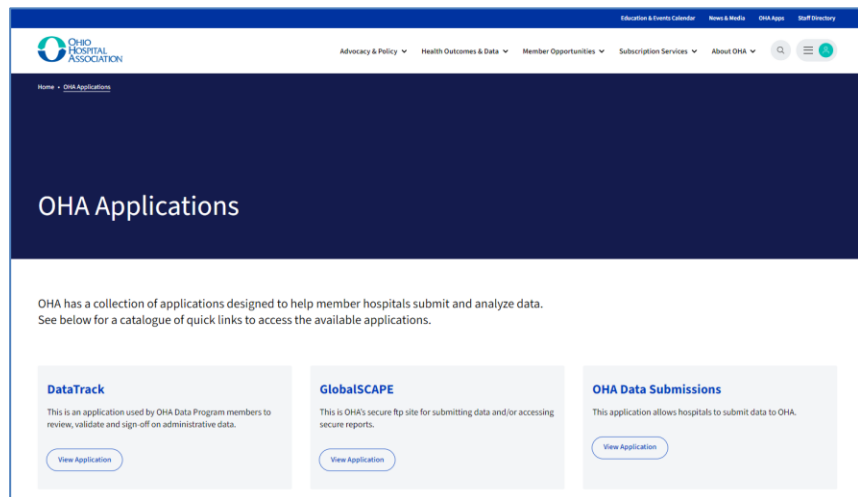 Education & Events Calendar News & Media OHA Apps Staff Directory
OHIO
HOSPITAL
ASSOCIATION
Advocacy & Policy Health Outcomes & Data Member Opportunities Subscription Services About OHA
Home • OHA Applications
OHA Applications
OHA has a collection of applications designed to help member hospitals submit and analyze data.
See below for a catalogue of quick links to access the available applications.
DataTrack
This is an application used by OHA Data Program members to
review, validate and sign-off on administrative data.
View Application
GlobalSCAPE
This is OHA's secure ftp site for submitting data and/or accessing
secure reports.
View Application
OHA Data Submissions
This application allows hospitals to submit data to OHA.
View Application